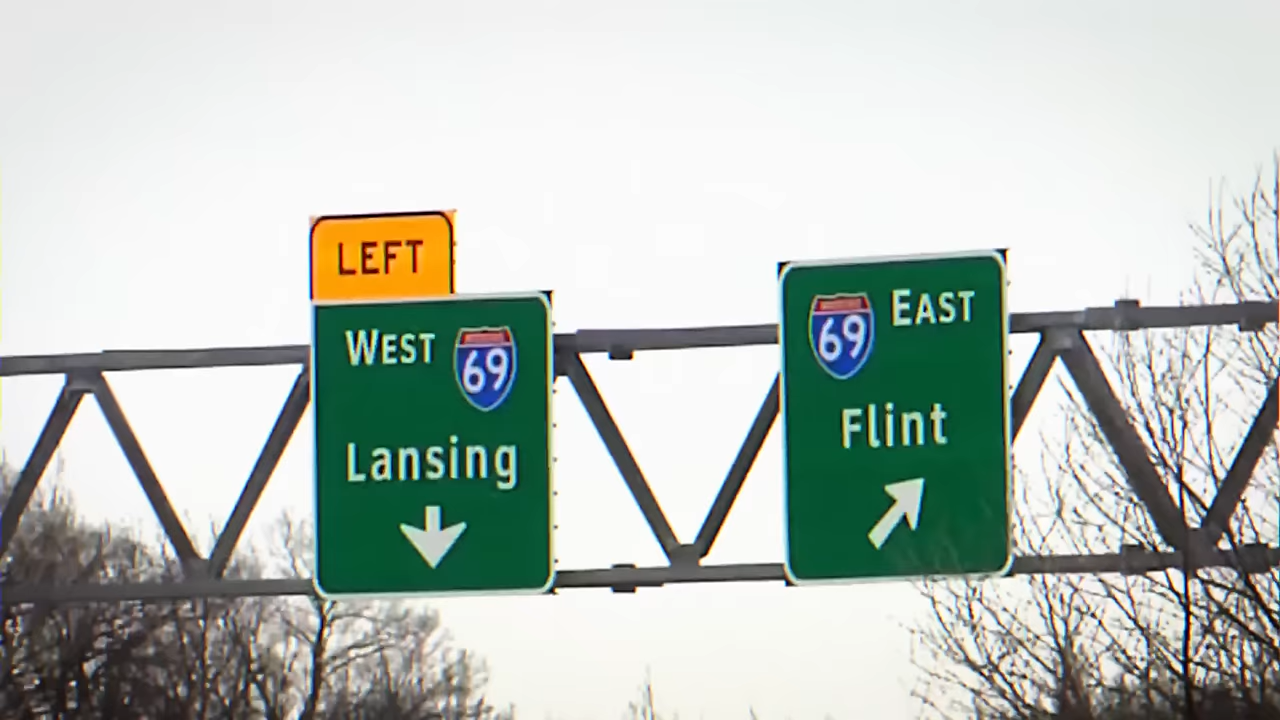 LEFT
WEST 69
Lansing
69 EAST
Flint